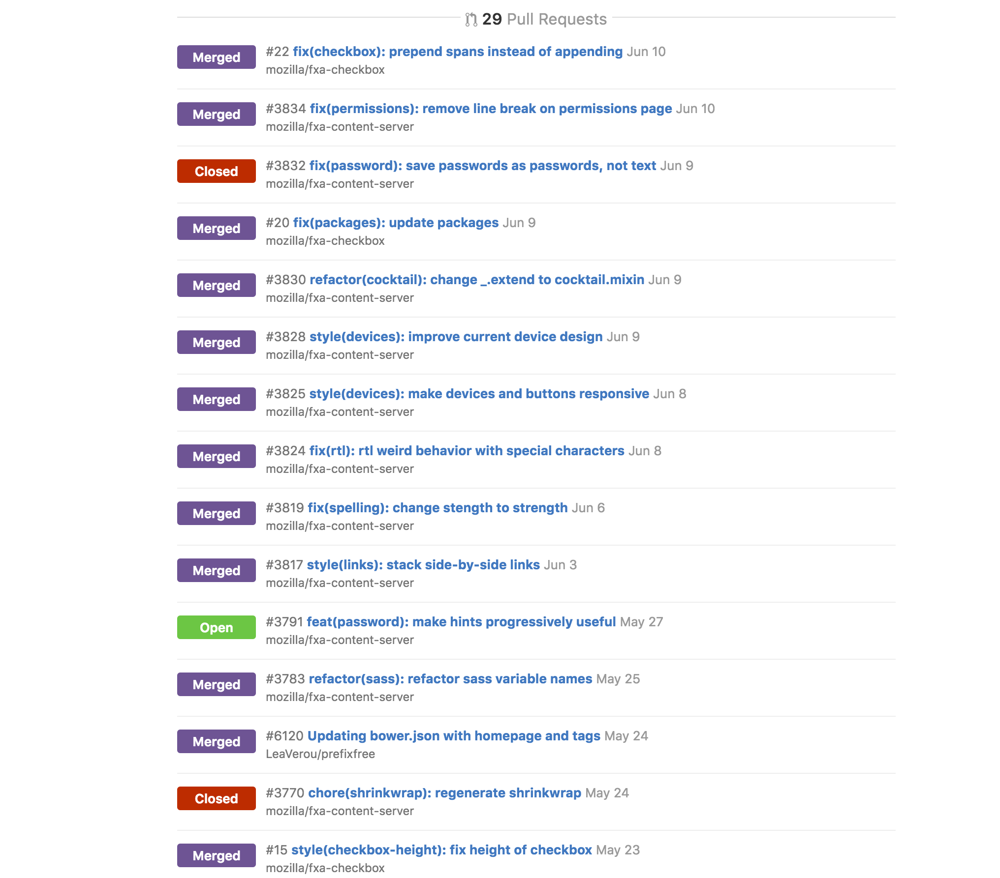 29 Pull Requests
Merged
#22 fix(checkbox): prepend spans instead of appending Jun 10
mozilla/fxa-checkbox
Merged
#3834 fix(permissions): remove line break on permissions page Jun 10
mozilla/fxa-content-server
Closed
#3832 fix(password): save passwords as passwords, not text Jun 9
mozilla/fxa-content-server
Merged
#20 fix(packages): update packages Jun 9
mozilla/fxa-checkbox
Merged
#3830 refactor(cocktail): change _.extend to cocktail.mixin Jun 9
mozilla/fxa-content-server
Merged
#3828 style(devices): improve current device design Jun 9
mozilla/fxa-content-server
Merged
#3825 style(devices): make devices and buttons responsive Jun 8
mozilla/fxa-content-server
Merged
#3824 fix(rtl): rtl weird behavior with special characters Jun 8
mozilla/fxa-content-server
Merged
#3819 fix(spelling): change stength to strength Jun 6
mozilla/fxa-content-server
Merged
#3817 style(links): stack side-by-side links Jun 3
mozilla/fxa-content-server
Open
#3791 feat(password): make hints progressively useful May 27
mozilla/fxa-content-server
Merged
#3783 refactor(sass): refactor sass variable names May 25
mozilla/fxa-content-server
Merged
#6120 Updating bower.json with homepage and tags May 24
LeaVerou/prefixfree
Closed
#3770 chore(shrinkwrap): regenerate shrinkwrap May 24
mozilla/fxa-content-server
Merged
#15 style(checkbox-height): fix height of checkbox May 23
mozilla/fxa-checkbox